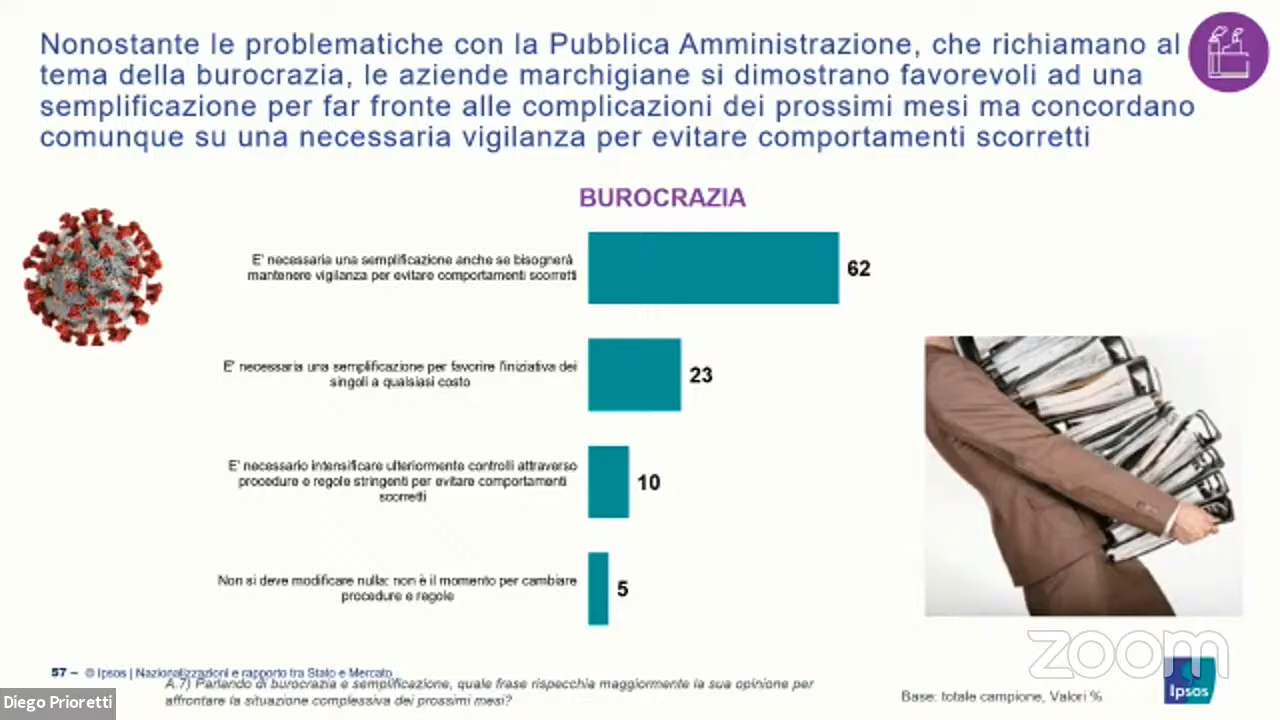 Nonostante le problematiche con la Pubblica Amministrazione, che richiamano al
tema della burocrazia, le aziende marchigiane si dimostrano favorevoli ad una
semplificazione per far fronte alle complicazioni dei prossimi mesi ma concordano
comunque su una necessaria vigilanza per evitare comportamenti scorretti
BUROCRAZIA
E' necessaria una semplificazione anche se bisognerà
mantenere vigilanza per evitare comportamenti scorretti
62
E' necessaria una semplificazione per favorire l'iniziativa dei
singoli a qualsiasi costo
23
E' necessario intensificare ulteriormente controlli attraverso
procedure e regole stringenti per evitare comportamenti
scorretti
10
Non si deve modificare nulla: non è il momento per cambiare
procedure e regole
5
57 – © Ipsos | Nazionalizzazioni e rapporto tra Stato e Mercato
A.7) Parlando di burocrazia e semplificazione, quale frase rispecchia maggiormente la sua opinione per
affrontare la situazione complessiva dei prossimi mesi?
Base: totale campione, Valori %
zoom
Ipsos
Diego Prioretti